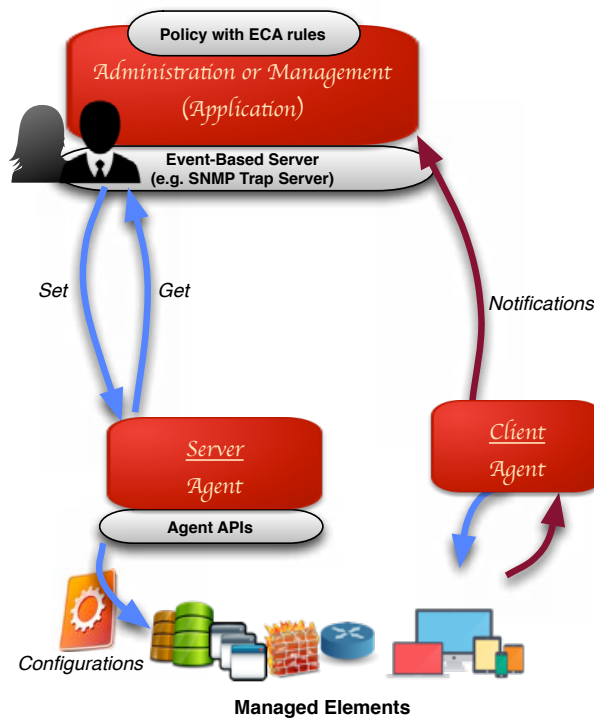 Policy with ECA rules
Administration or Management
(Application)
Event-Based Server
(e.g. SNMP Trap Server)
Set
Get
Notifications
Server
Agent
Client
Agent
Agent APIs
Configurations
Managed Elements